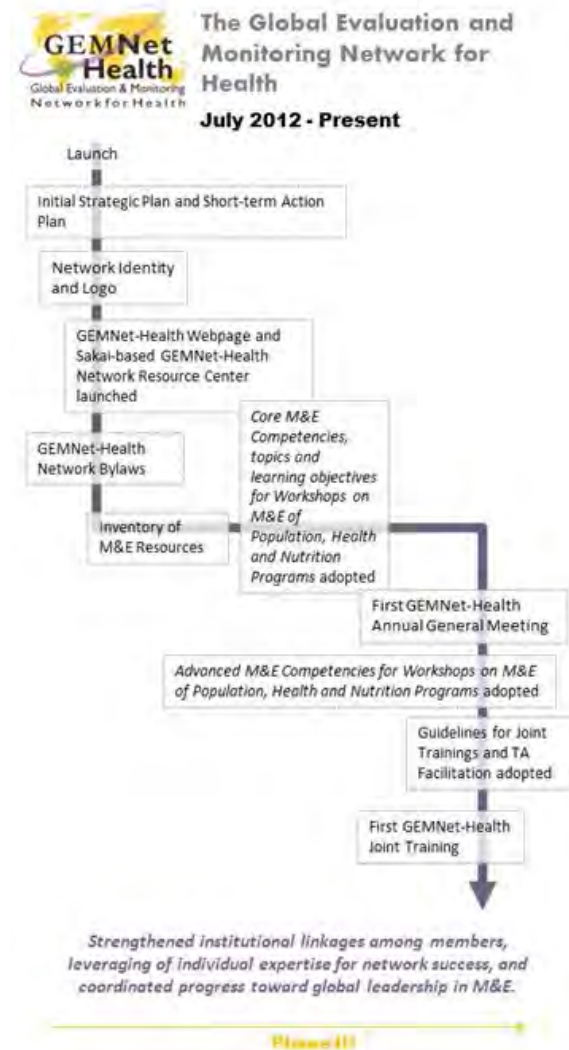 GEMNet
Health
Global Evaluation & Monitoring
Network for Health
The Global Evaluation and
Monitoring Network for
Health
July 2012 - Present
Launch
Initial Strategic Plan and Short-term Action
Plan
Network Identity
and Logo
GEMNet-Health Webpage and
Sakai-based GEMNet-Health
Network Resource Center
launched
GEMNet-Health
Network Bylaws
Inventory of
M&E Resources
Core M&E
Competencies,
topics and
learning objectives
for Workshops on
M&E of
Population, Health
and Nutrition
Programs adopted
First GEMNet-Health
Annual General Meeting
Advanced M&E Competencies for Workshops on M&E
of Population, Health and Nutrition Programs adopted
Guidelines for Joint
Trainings and TA
Facilitation adopted
First GEMNet-Health
Joint Training
Strengthened institutional linkages among members,
leveraging of individual expertise for network success, and
coordinated progress toward global leadership in M&E.
Phase III